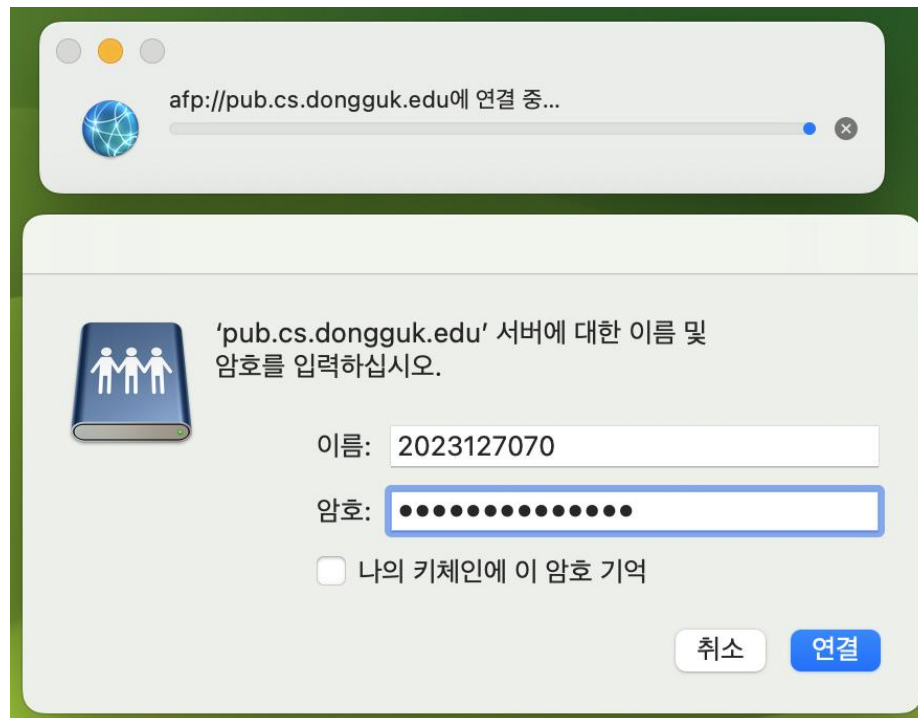 afp://pub.cs.dongguk.edu에 연결 중...
‘pub.cs.dongguk.edu’ 서버에 대한 이름 및
암호를 입력하십시오.
이름: 2023127070
암호: ●●●●●●●●●●●●●●
나의 키체인에 이 암호 기억
취소 연결